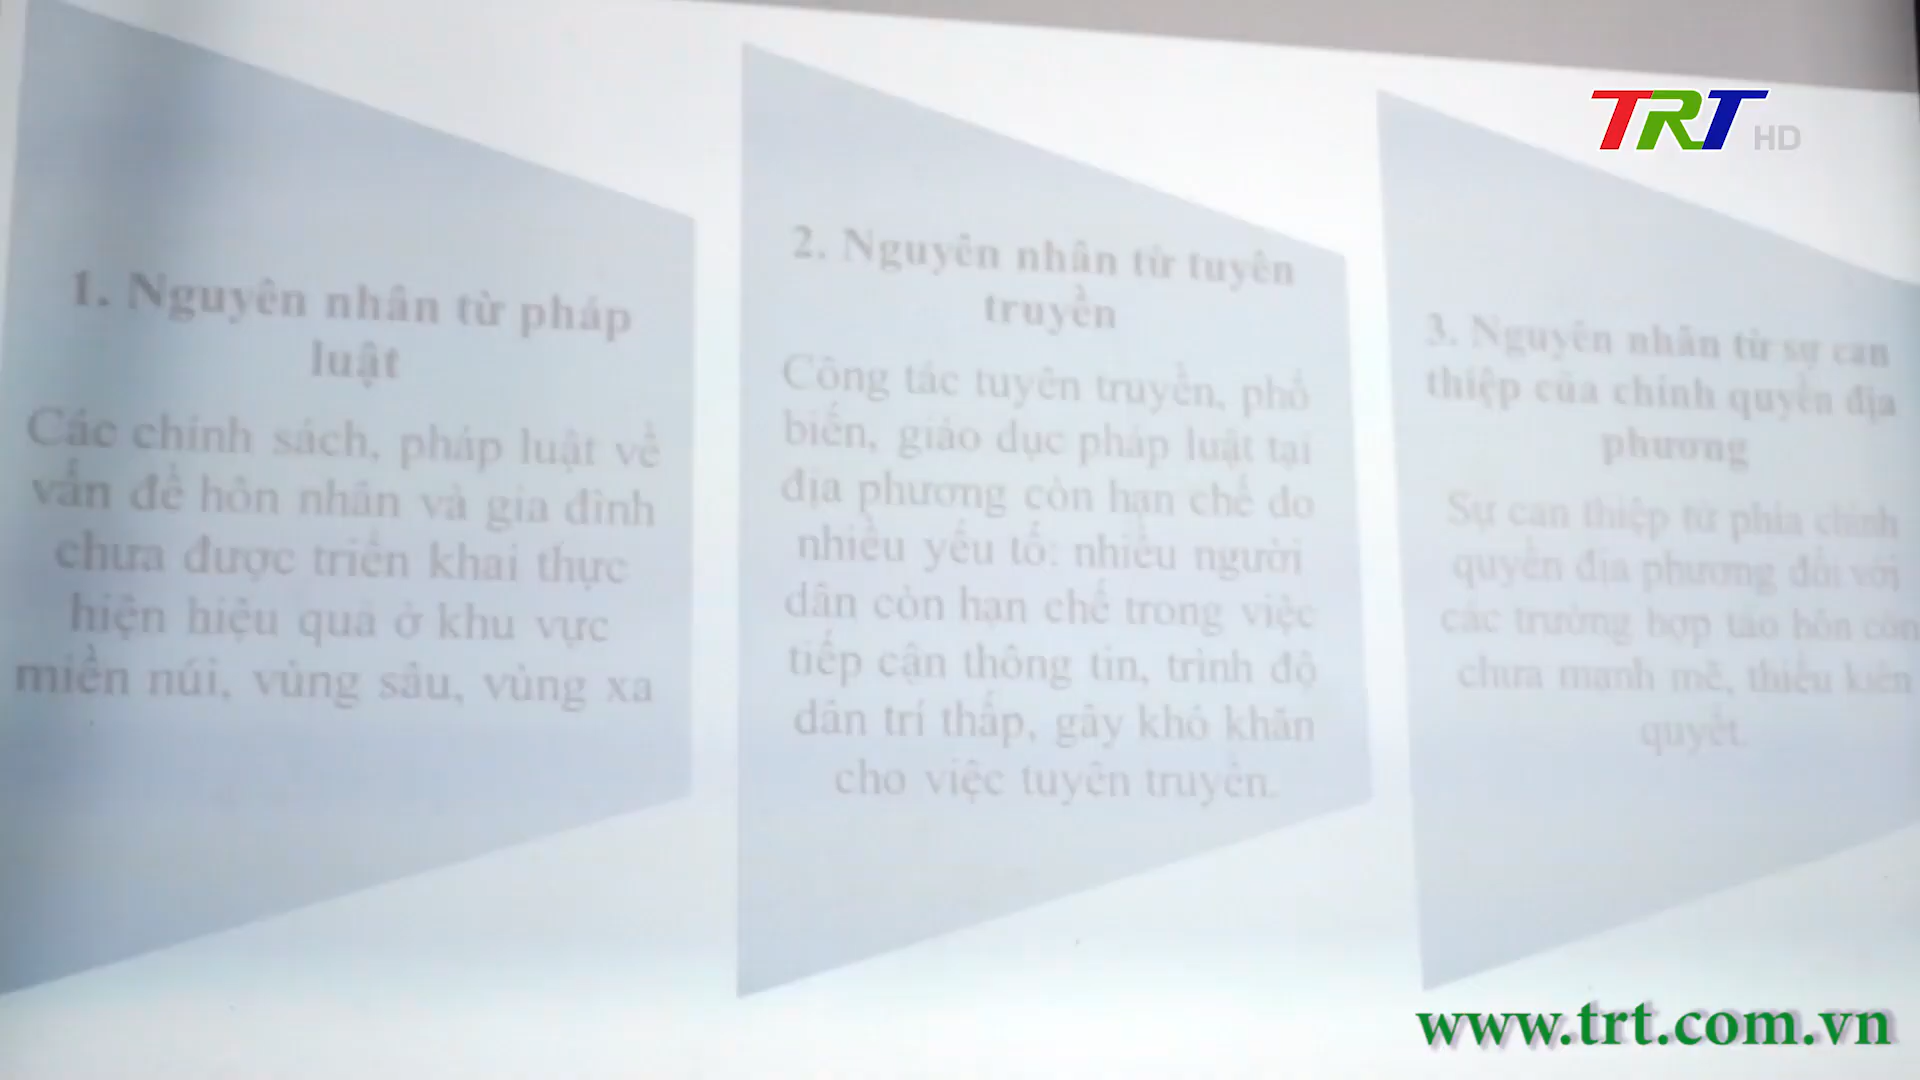 1. Nguyên nhân từ pháp
luật
Các chính sách, pháp luật về
vấn đề hôn nhân và gia đình
chưa được triển khai thực
hiện hiệu quả ở khu vực
miền núi, vùng sâu, vùng xa
2. Nguyên nhân từ tuyên
truyền
Công tác tuyên truyền, phổ
biến, giáo dục pháp luật tại
địa phương còn hạn chế do
nhiều yếu tố: nhiều người
dân còn hạn chế trong việc
tiếp cận thông tin, trình độ
dân trí thấp, gây khó khăn
cho việc tuyên truyền.
3. Nguyên nhân từ sự can
thiệp của chính quyền địa
phương
Sự can thiệp từ phía chính
quyền địa phương đối với
các trường hợp tảo hôn còn
chưa mạnh mẽ, thiếu kiên
quyết.
TRT HD
www.trt.com.vn